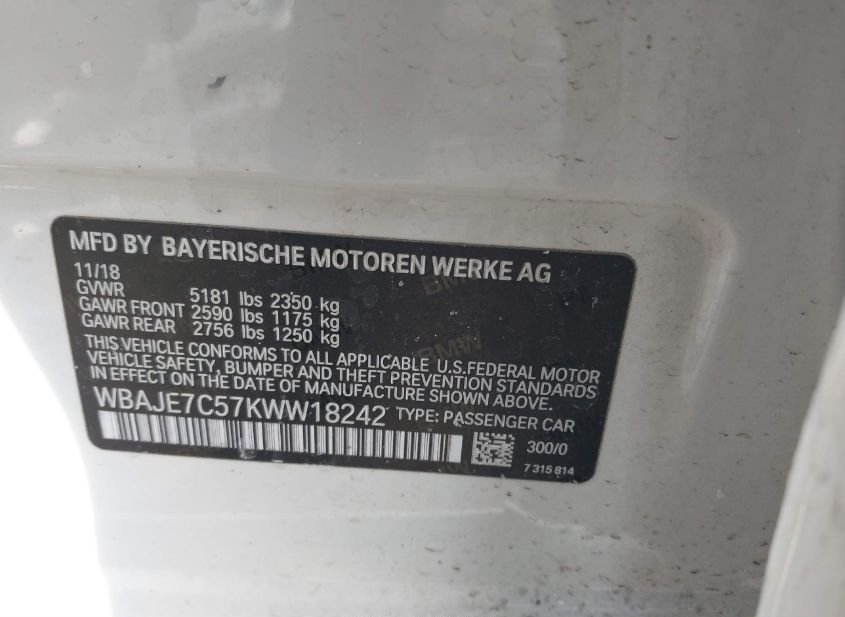 MFD BY BAYERISCHE MOTOREN WERKE AG
11/18
GVWR 5181 lbs 2350 kg
GAWR FRONT 2590 lbs 1175 kg
GAWR REAR 2756 lbs 1250 kg
THIS VEHICLE CONFORMS TO ALL APPLICABLE U.S.FEDERAL MOTOR
VEHICLE SAFETY, BUMPER AND THEFT PREVENTION STANDARDS
IN EFFECT ON THE DATE OF MANUFACTURE SHOWN ABOVE.
WBAJE7C57KWW18242 TYPE: PASSENGER CAR
300/0
7 315 814